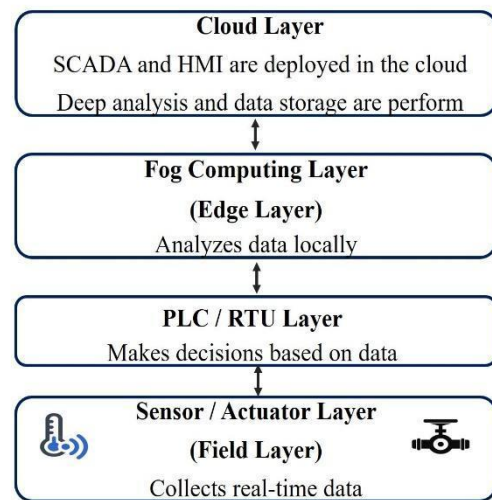 Cloud Layer
SCADA and HMI are deployed in the cloud
Deep analysis and data storage are perform
Fog Computing Layer
(Edge Layer)
Analyzes data locally
PLC / RTU Layer
Makes decisions based on data
Sensor / Actuator Layer
(Field Layer)
Collects real-time data